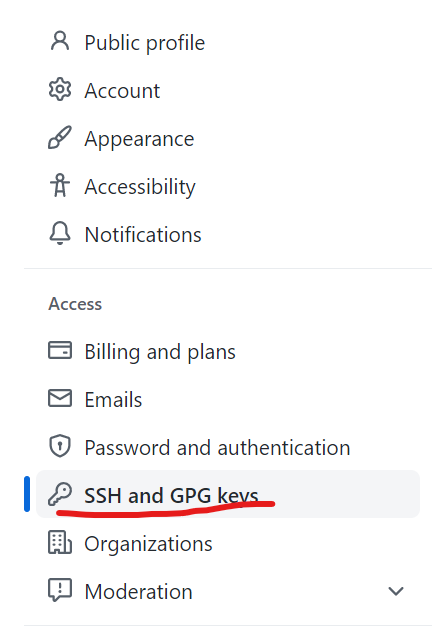 Public profile
Account
Appearance
Accessibility
Notifications
Access
Billing and plans
Emails
Password and authentication
SSH and GPG keys
Organizations
Moderation